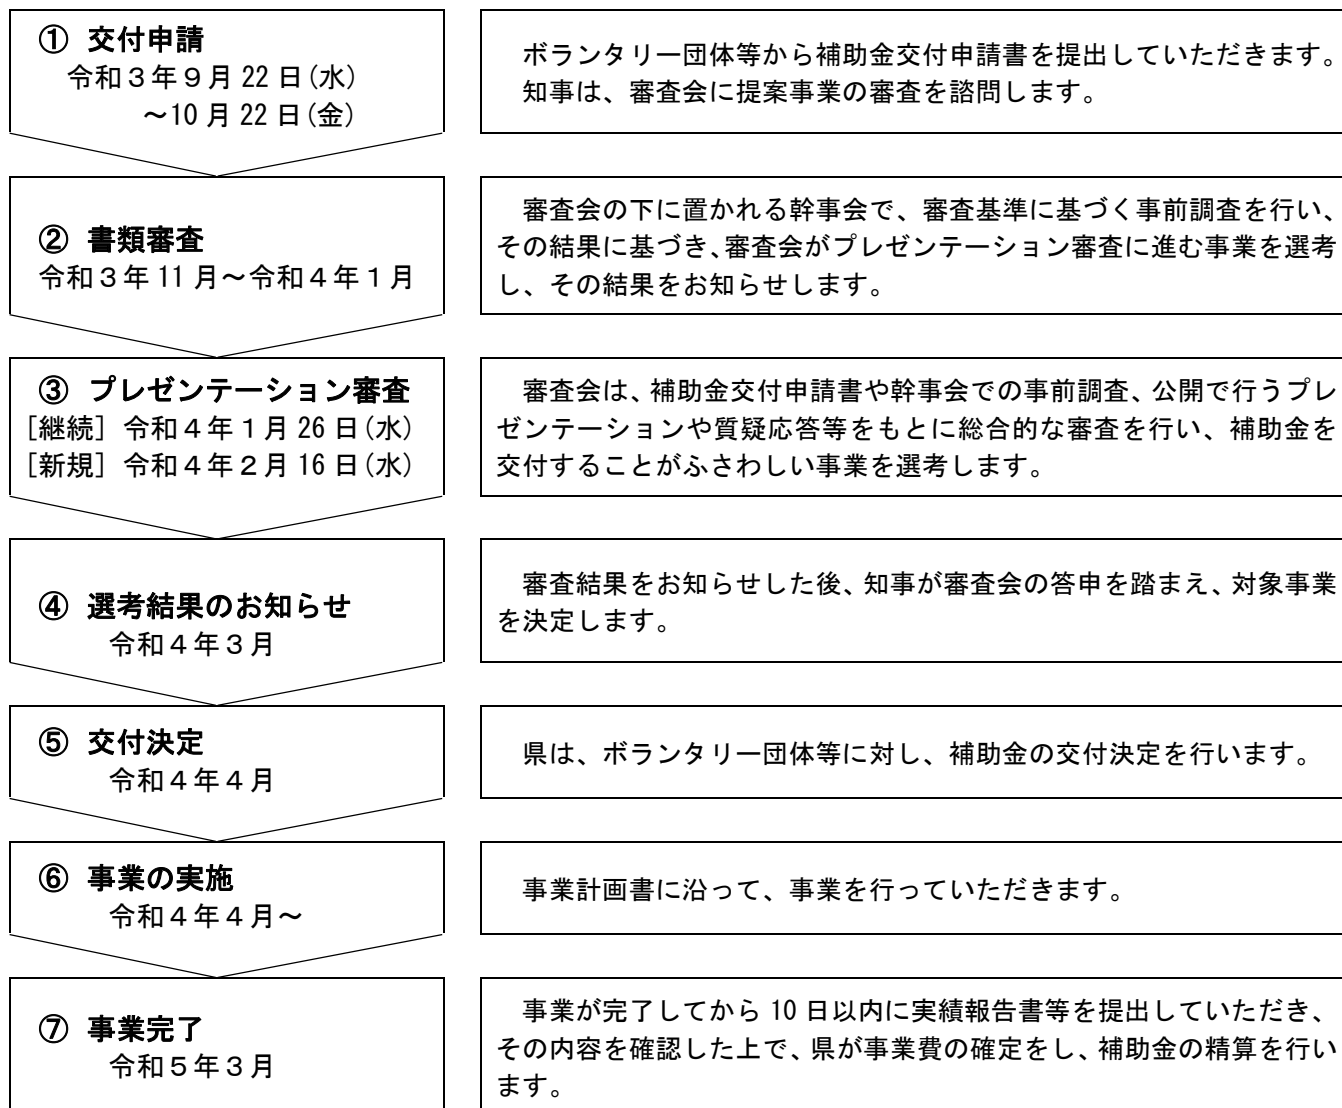 ① 交付申請
令和３年９月 22 日(水)
～10 月 22 日(金)
ボランタリー団体等から補助金交付申請書を提出していただきます。
知事は、審査会に提案事業の審査を諮問します。
② 書類審査
令和３年 11 月～令和４年１月
審査会の下に置かれる幹事会で、審査基準に基づく事前調査を行い、
その結果に基づき、審査会がプレゼンテーション審査に進む事業を選考
し、その結果をお知らせします。
③ プレゼンテーション審査
[継続] 令和４年１月 26 日(水)
[新規] 令和４年２月 16 日(水)
審査会は、補助金交付申請書や幹事会での事前調査、公開で行うプレ
ゼンテーションや質疑応答等をもとに総合的な審査を行い、補助金を
交付することがふさわしい事業を選考します。
④ 選考結果のお知らせ
令和４年３月
審査結果をお知らせした後、知事が審査会の答申を踏まえ、対象事業
を決定します。
⑤ 交付決定
令和４年４月
県は、ボランタリー団体等に対し、補助金の交付決定を行います。
⑥ 事業の実施
令和４年４月～
事業計画書に沿って、事業を行っていただきます。
⑦ 事業完了
令和５年３月
事業が完了してから 10 日以内に実績報告書等を提出していただき、
その内容を確認した上で、県が事業費の確定をし、補助金の精算を行い
ます。